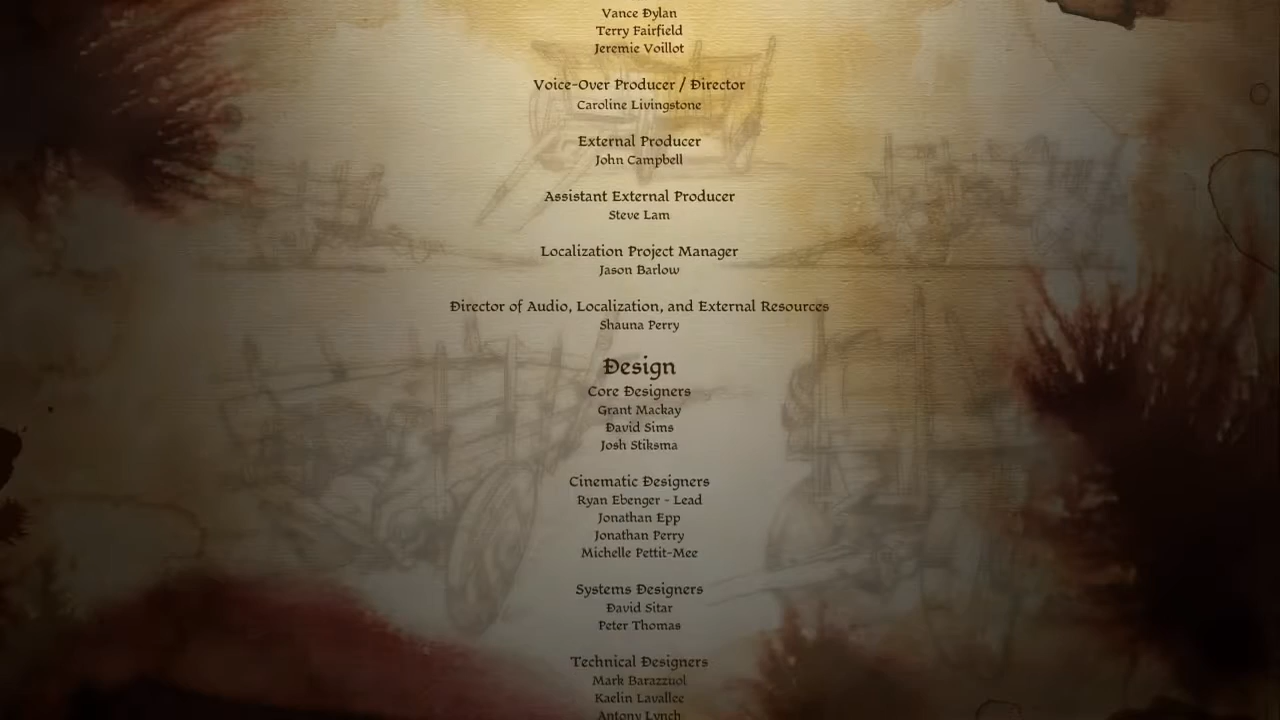 Vance Dylan
Terry Fairfield
Jeremie Voillot
Voice-Over Producer / Director
Caroline Livingstone
External Producer
John Campbell
Assistant External Producer
Steve Lam
Localization Project Manager
Jason Barlow
Director of Audio, Localization, and External Resources
Shauna Perry
Design
Core Designers
Grant Mackay
David Sims
Josh Stiksma
Cinematic Designers
Ryan Ebenger - Lead
Jonathan Epp
Jonathan Perry
Michelle Pettit-Mee
Systems Designers
David Sitar
Peter Thomas
Technical Designers
Mark Barazzuol
Kaelin Lavallee
Antony Lynch